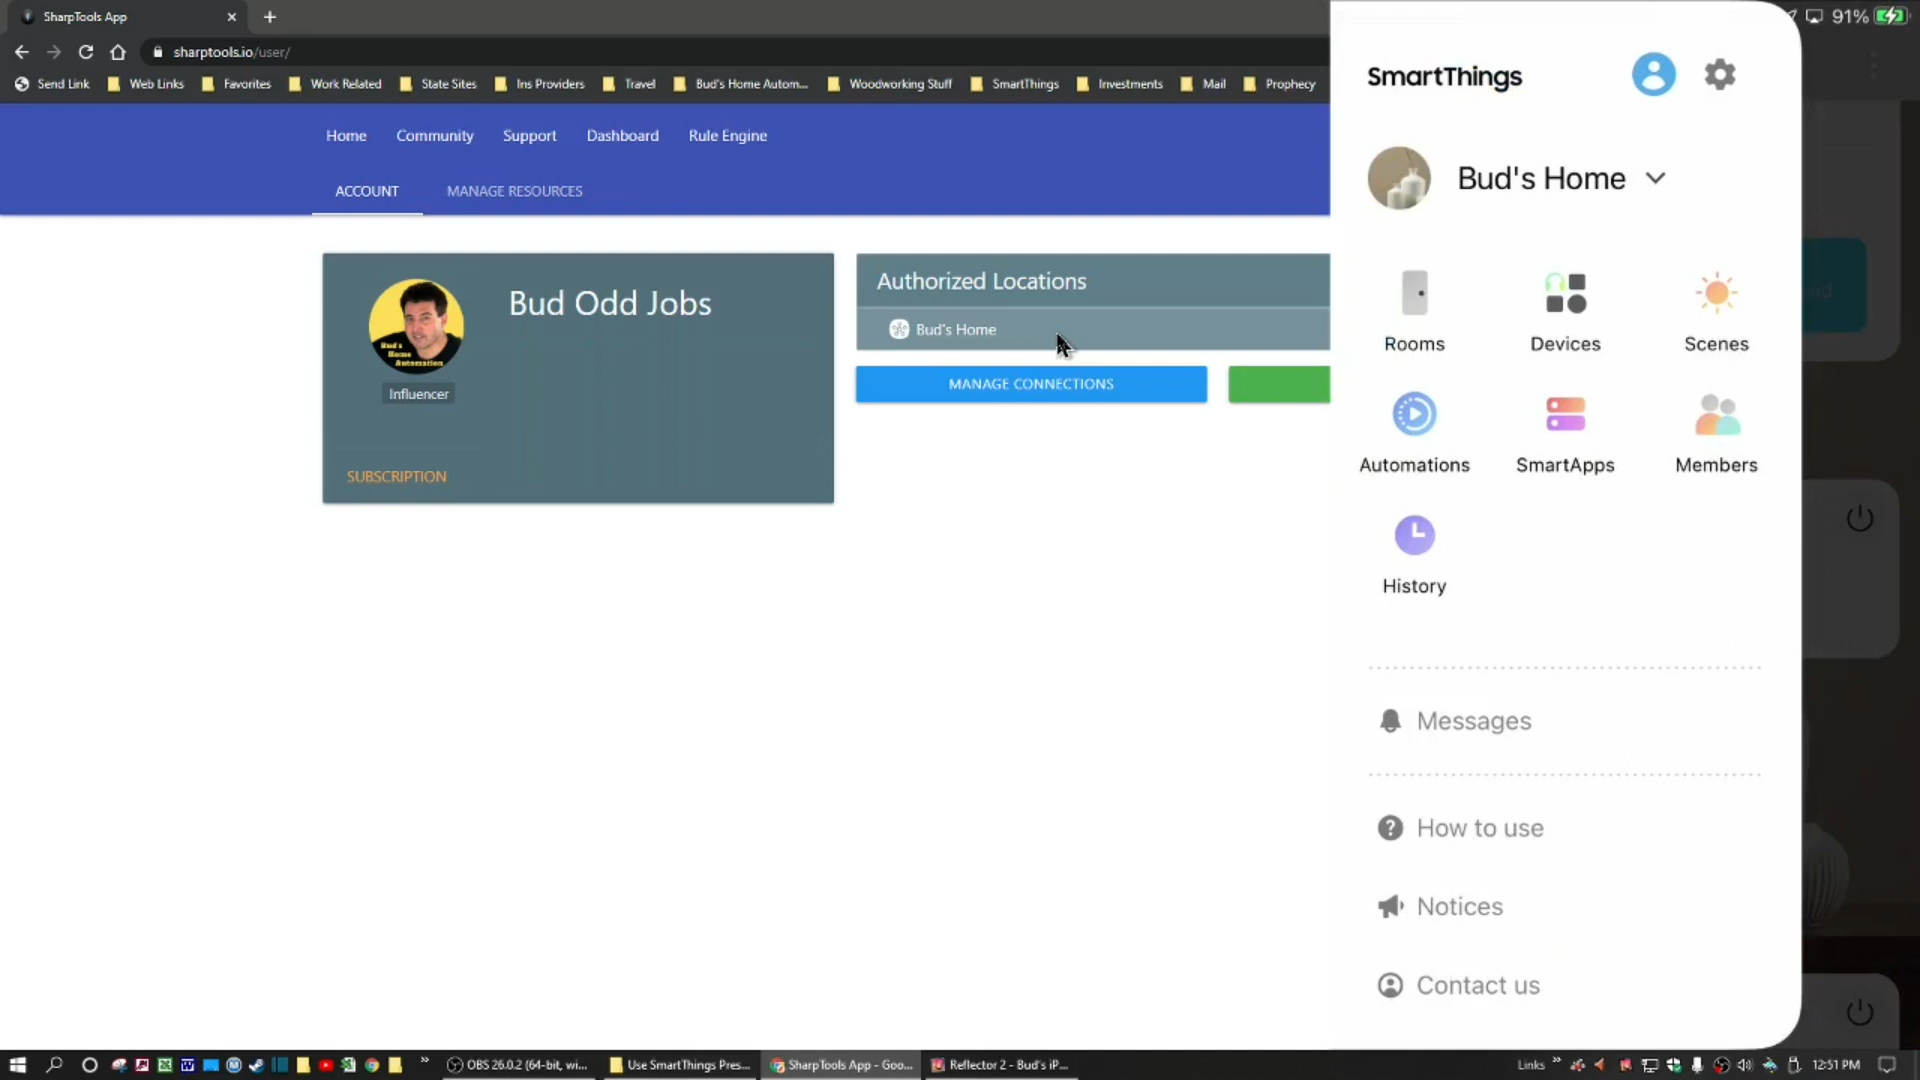 SharpTools App
91%
sharptools.io/user/
Send Link
Web Links
Favorites
Work Related
State Sites
Ins Providers
Travel
Bud's Home Autom...
Woodworking Stuff
SmartThings
Investments
Mail
Prophecy
Home
Community
Support
Dashboard
Rule Engine
ACCOUNT
MANAGE RESOURCES
Bud Odd Jobs
Bud's
Home
Automation
Influencer
SUBSCRIPTION
Authorized Locations
Bud's Home
MANAGE CONNECTIONS
SmartThings
Bud's Home
Rooms
Devices
Scenes
Automations
SmartApps
Members
History
Messages
How to use
Notices
Contact us
OBS 26.0.2 (64-bit, wi...
Use SmartThings Pres...
SharpTools App - Goo...
Reflector 2 - Bud's iP...
Links
12:51 PM